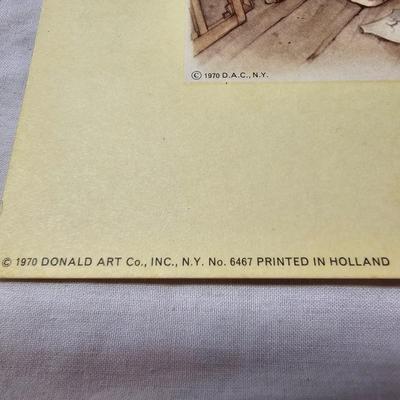 © 1970 D.A.C., N.Y.
© 1970 DONALD ART Co., INC., N.Y. No. 6467 PRINTED IN HOLLAND